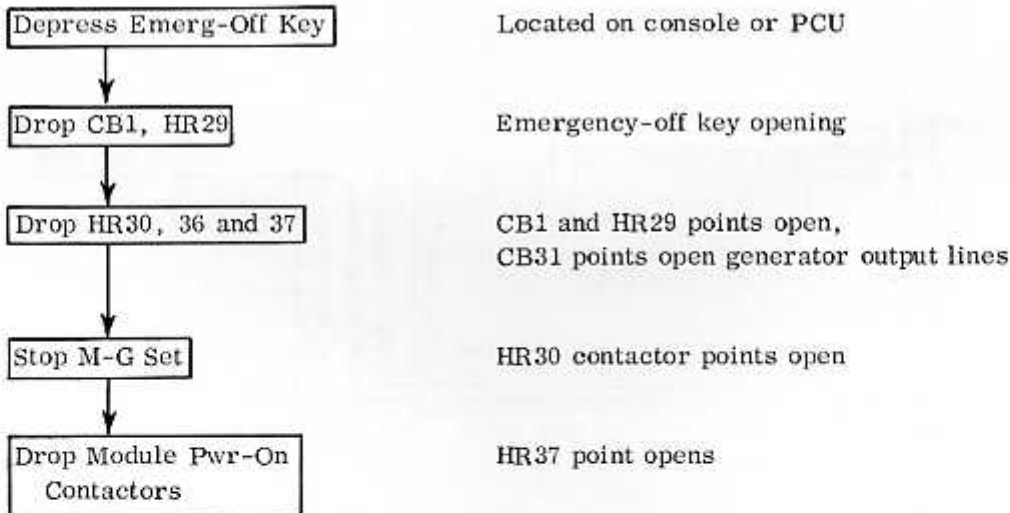 Depress Emerg-Off Key
Located on console or PCU
Drop CB1, HR29
Emergency-off key opening
Drop HR30, 36 and 37
CB1 and HR29 points open,
CB31 points open generator output lines
Stop M-G Set
HR30 contactor points open
Drop Module Pwr-On
Contactors
HR37 point opens